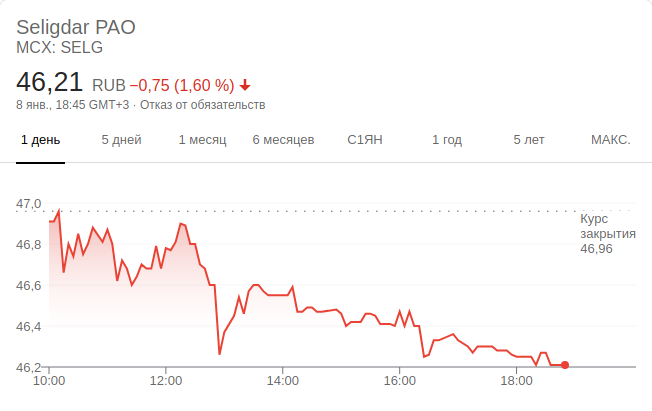 Seligdar PAO
MCX: SELG
46,21 RUB −0,75 (1,60 %)
8 янв., 18:45 GMT+3 · Отказ от обязательств
1 день 5 дней 1 месяц 6 месяцев С1ЯН 1 год 5 лет МАКС.
47,0
Курс
закрытия
46,96
46,8
46,6
46,4
46,2
10:00 12:00 14:00 16:00 18:00